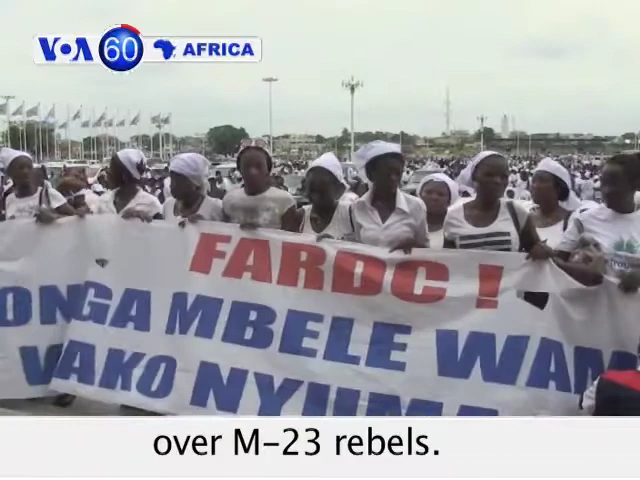 VOA 60 AFRICA
FARDC !
ONGA MBELE WAM
VAKO NYUMA
over M-23 rebels.